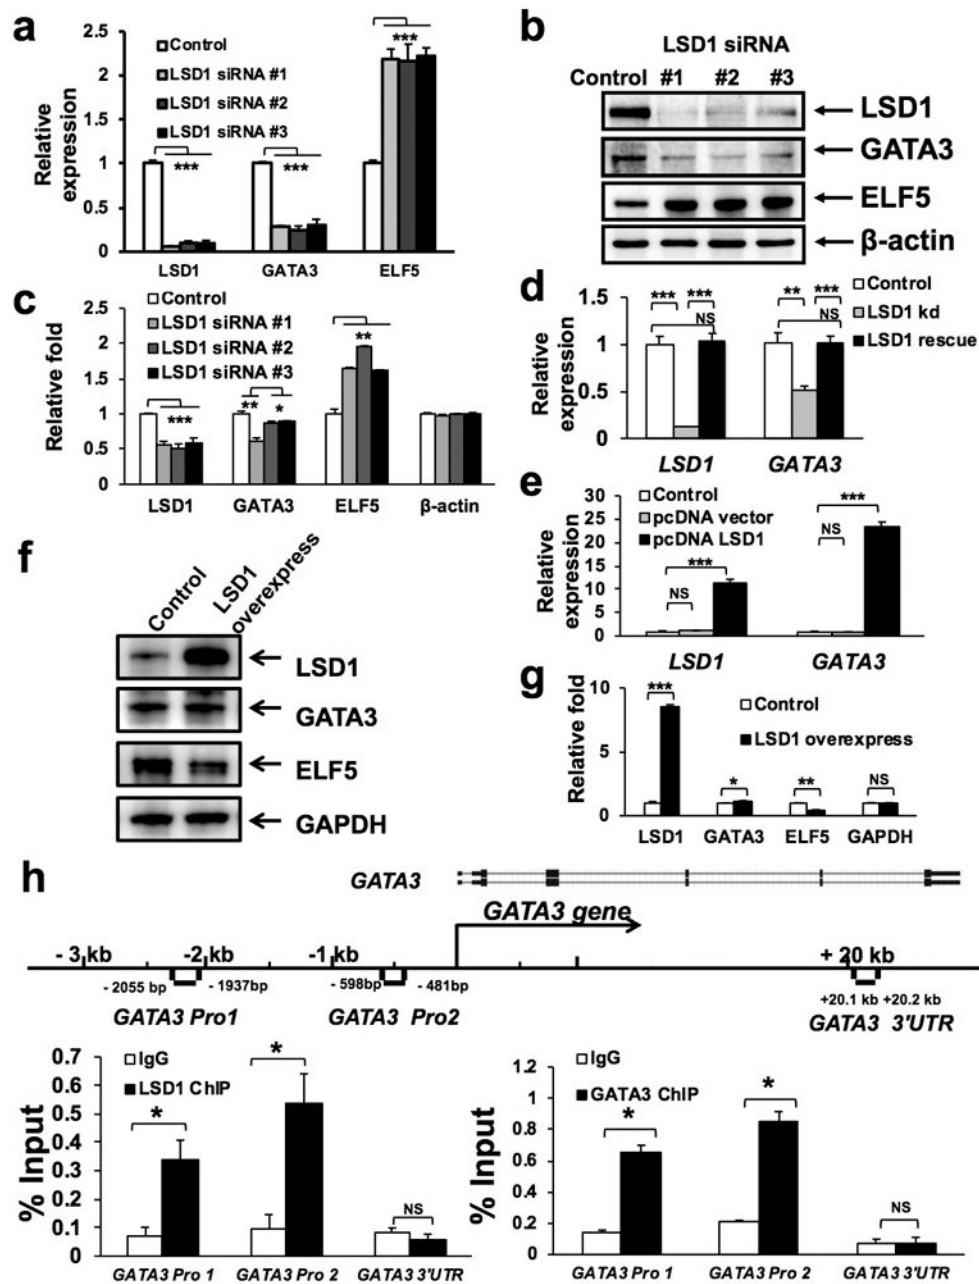 a
Relative expression
2.5
2
1.5
1
0.5
0
Control
LSD1 siRNA #1
LSD1 siRNA #2
LSD1 siRNA #3
***
***
***
LSD1 GATA3 ELF5
b
LSD1 siRNA
Control #1 #2 #3
LSD1
GATA3
ELF5
β-actin
c
Relative fold
2.5
2
1.5
1
0.5
0
Control
LSD1 siRNA #1
LSD1 siRNA #2
LSD1 siRNA #3
***
** *
**
LSD1 GATA3 ELF5 β-actin
d
Relative expression
1.5
1
0.5
0
*** ***
NS
** ***
NS
Control
LSD1 kd
LSD1 rescue
LSD1 GATA3
e
Relative expression
30
25
20
15
10
5
0
Control
pcDNA vector
pcDNA LSD1
***
NS
***
NS
LSD1 GATA3
f
Control
LSD1 overexpress
LSD1
GATA3
ELF5
GAPDH
g
Relative fold
10
5
0
***
*
**
NS
Control
LSD1 overexpress
LSD1 GATA3 ELF5 GAPDH
h
GATA3
GATA3 gene
- 3 kb -2 kb -1 kb + 20 kb
- 2055 bp - 1937bp - 598bp - 481bp +20.1 kb +20.2 kb
GATA3 Pro1 GATA3 Pro2 GATA3 3'UTR
% Input
0.7
0.6
0.5
0.4
0.3
0.2
0.1
0
IgG
LSD1 ChIP
*
*
NS
GATA3 Pro 1 GATA3 Pro 2 GATA3 3'UTR
% Input
1.2
1
0.8
0.6
0.4
0.2
0
IgG
GATA3 ChIP
*
*
NS
GATA3 Pro 1 GATA3 Pro 2 GATA3 3'UTR